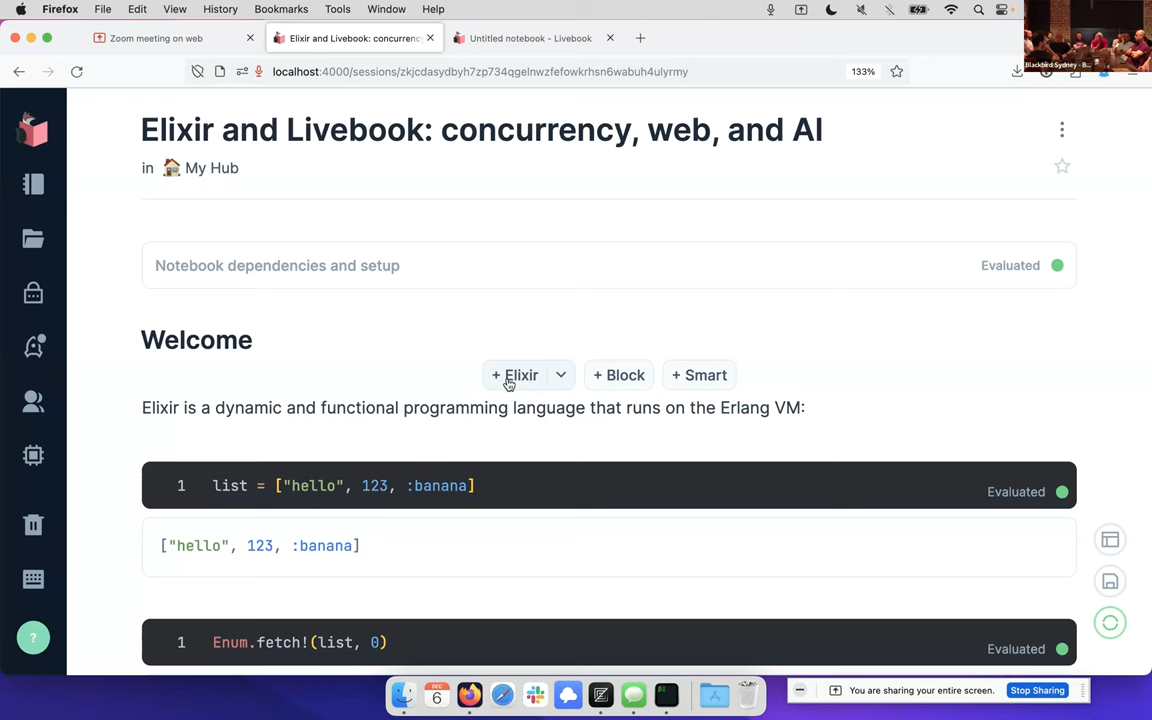 Firefox File Edit View History Bookmarks Tools Window Help
Zoom meeting on web
Elixir and Livebook: concurrenc
Untitled notebook - Livebook
localhost:4000/sessions/zkjcdasydbyh7zp734qgelnwzfefowkrhsn6wabuh4ulyrmy
133%
Blackbird Sydney - B...
Elixir and Livebook: concurrency, web, and AI
in My Hub
Notebook dependencies and setup
Evaluated
Welcome
+ Elixir
+ Block
+ Smart
Elixir is a dynamic and functional programming language that runs on the Erlang VM:
1 list = ["hello", 123, :banana]
Evaluated
["hello", 123, :banana]
1 Enum.fetch!(list, 0)
Evaluated
?
DEC
6
You are sharing your entire screen.
Stop Sharing